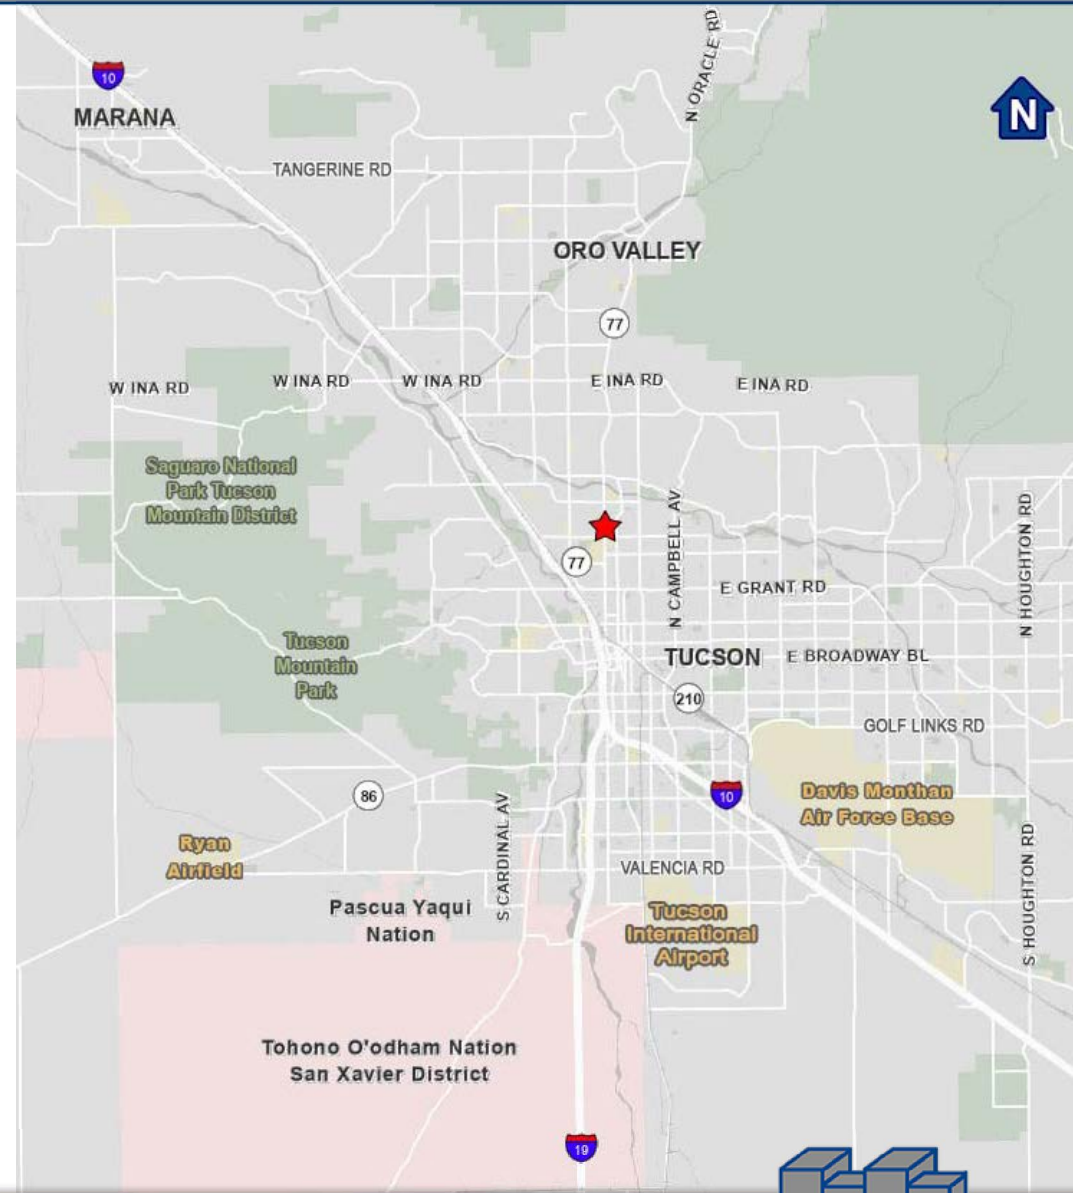 N ORACLE RD
10
MARANA
N
TANGERINE RD
ORO VALLEY
77
W INA RD
W INA RD
W INA RD
E INA RD
E INA RD
Saguaro National
Park Tucson
Mountain District
N CAMPBELL AV
N HOUGHTON RD
77
E GRANT RD
Tucson
Mountain
Park
TUCSON
E BROADWAY BL
210
GOLF LINKS RD
86
10
Davis Monthan
Air Force Base
Ryan
Airfield
S CARDINAL AV
VALENCIA RD
S HOUGHTON RD
Pascua Yaqui
Nation
Tucson
International
Airport
Tohono O'odham Nation
San Xavier District
19